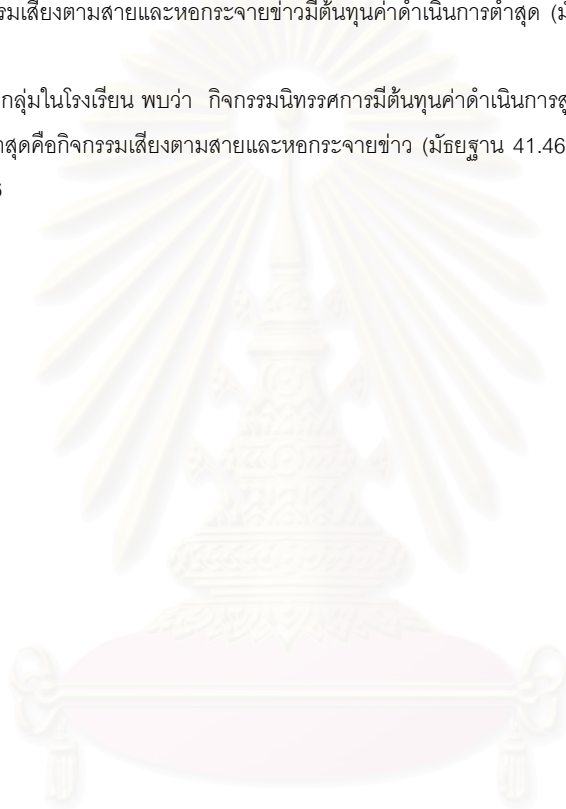 รมเสียงตามสายและหอกระจายข่าวมีต้นทุนค่าดำเนินการต่ำสุด
กลุ่มในโรงเรียน พบว่า กิจกรรมนิทรรศการมีต้นทุนค่าดำเนินการ
าสุดคือกิจกรรมเสียงตามสายและหอกระจายข่าว (มัธยฐาน 41.46